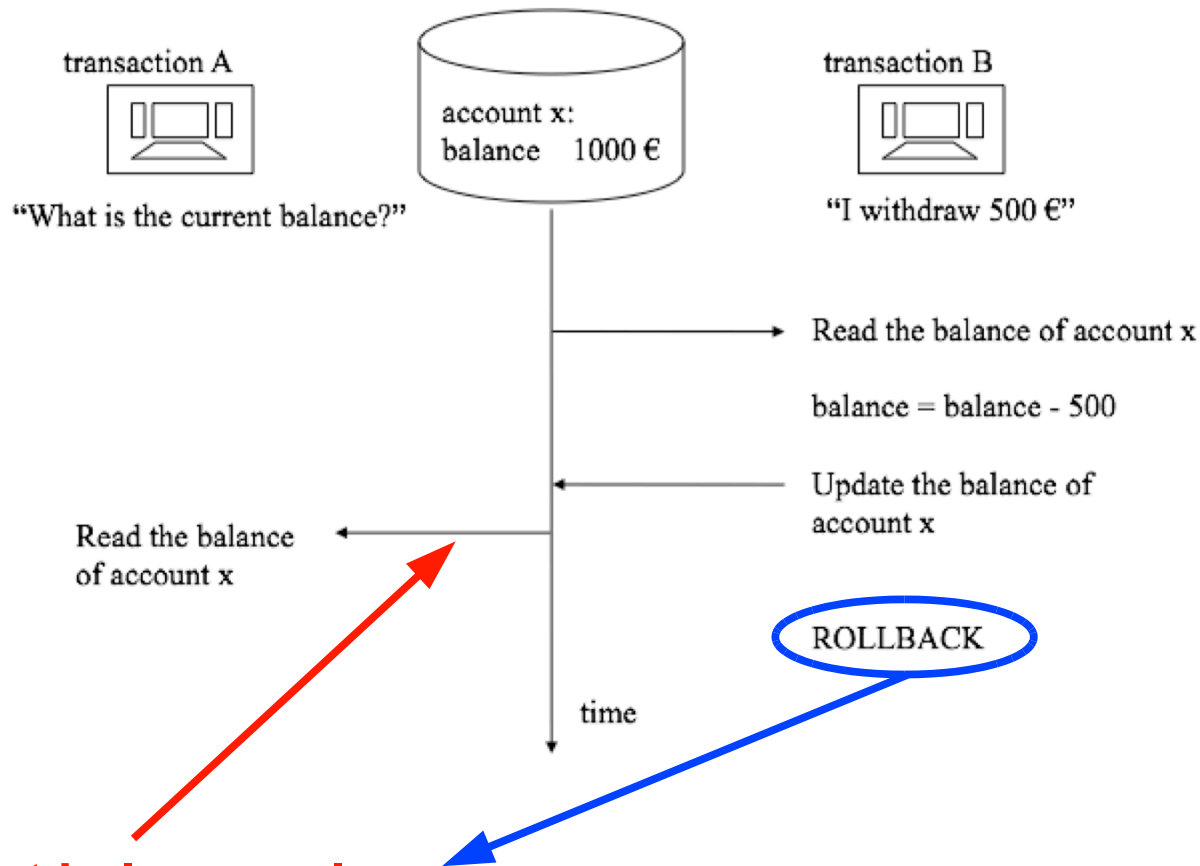 transaction A
transaction B
account x:
balance 1000 €
“What is the current balance?”
“I withdraw 500 €”
Read the balance of account x
balance = balance - 500
Update the balance of
account x
Read the balance
of account x
ROLLBACK
time